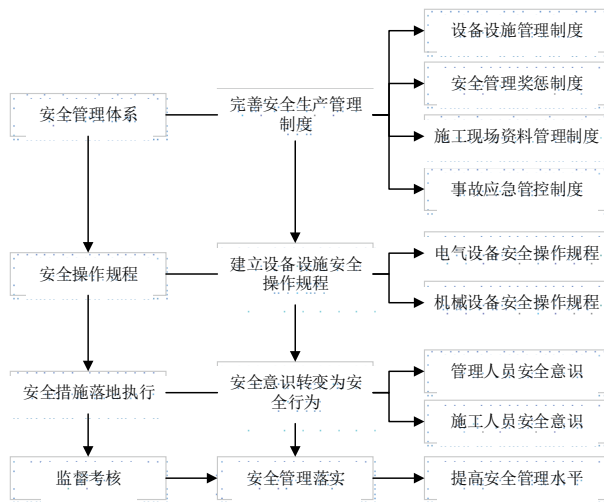 设备设施管理制度
安全管理奖惩制度
安全管理体系
完善安全生产管理
制度
施工现场资料管理制度
事故应急管控制度
安全操作规程
建立设备设施安全
操作规程
电气设备安全操作规程
机械设备安全操作规程
安全措施落地执行
安全意识转变为安
全行为
管理人员安全意识
施工人员安全意识
监督考核
安全管理落实
提高安全管理水平